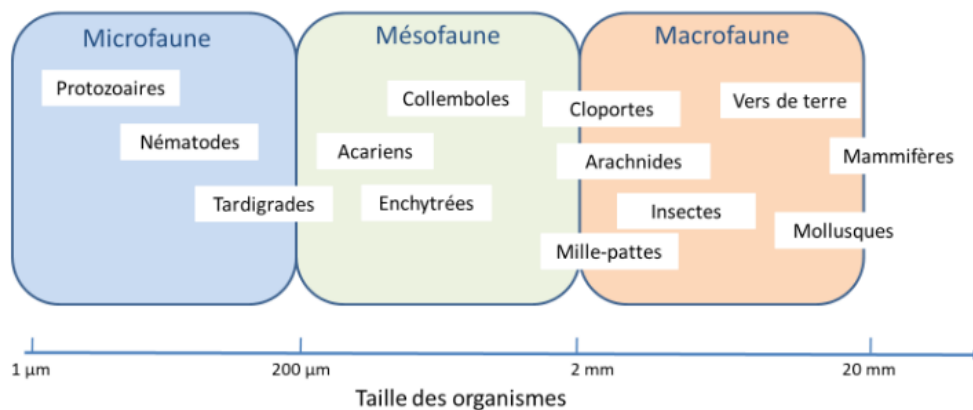 Microfaune
Mésofaune
Macrofaune
Protozoaires
Collemboles
Cloportes
Vers de terre
Nématodes
Acariens
Arachnides
Mammifères
Tardigrades
Enchytrées
Insectes
Mollusques
Mille-pattes
1 µm
200 µm
2 mm
20 mm
Taille des organismes